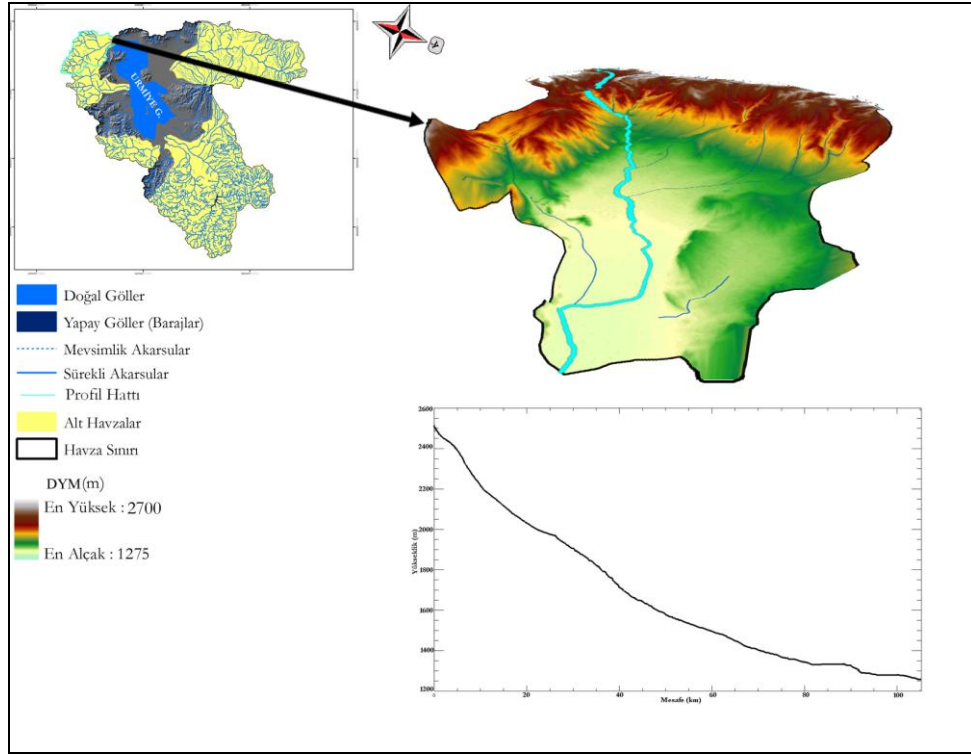 URMİYE G.
Doğal Göller
Yapay Göller (Barajlar)
Mevsimlik Akarsular
Sürekli Akarsular
Profil Hattı
Alt Havzalar
Havza Sınırı
DYM(m)
En Yüksek : 2700
En Alçak : 1275
2600
2400
2200
2000
1800
1600
1400
1200
Yükseklik (m)
0 20 40 60 80 100
Mesafe (km)